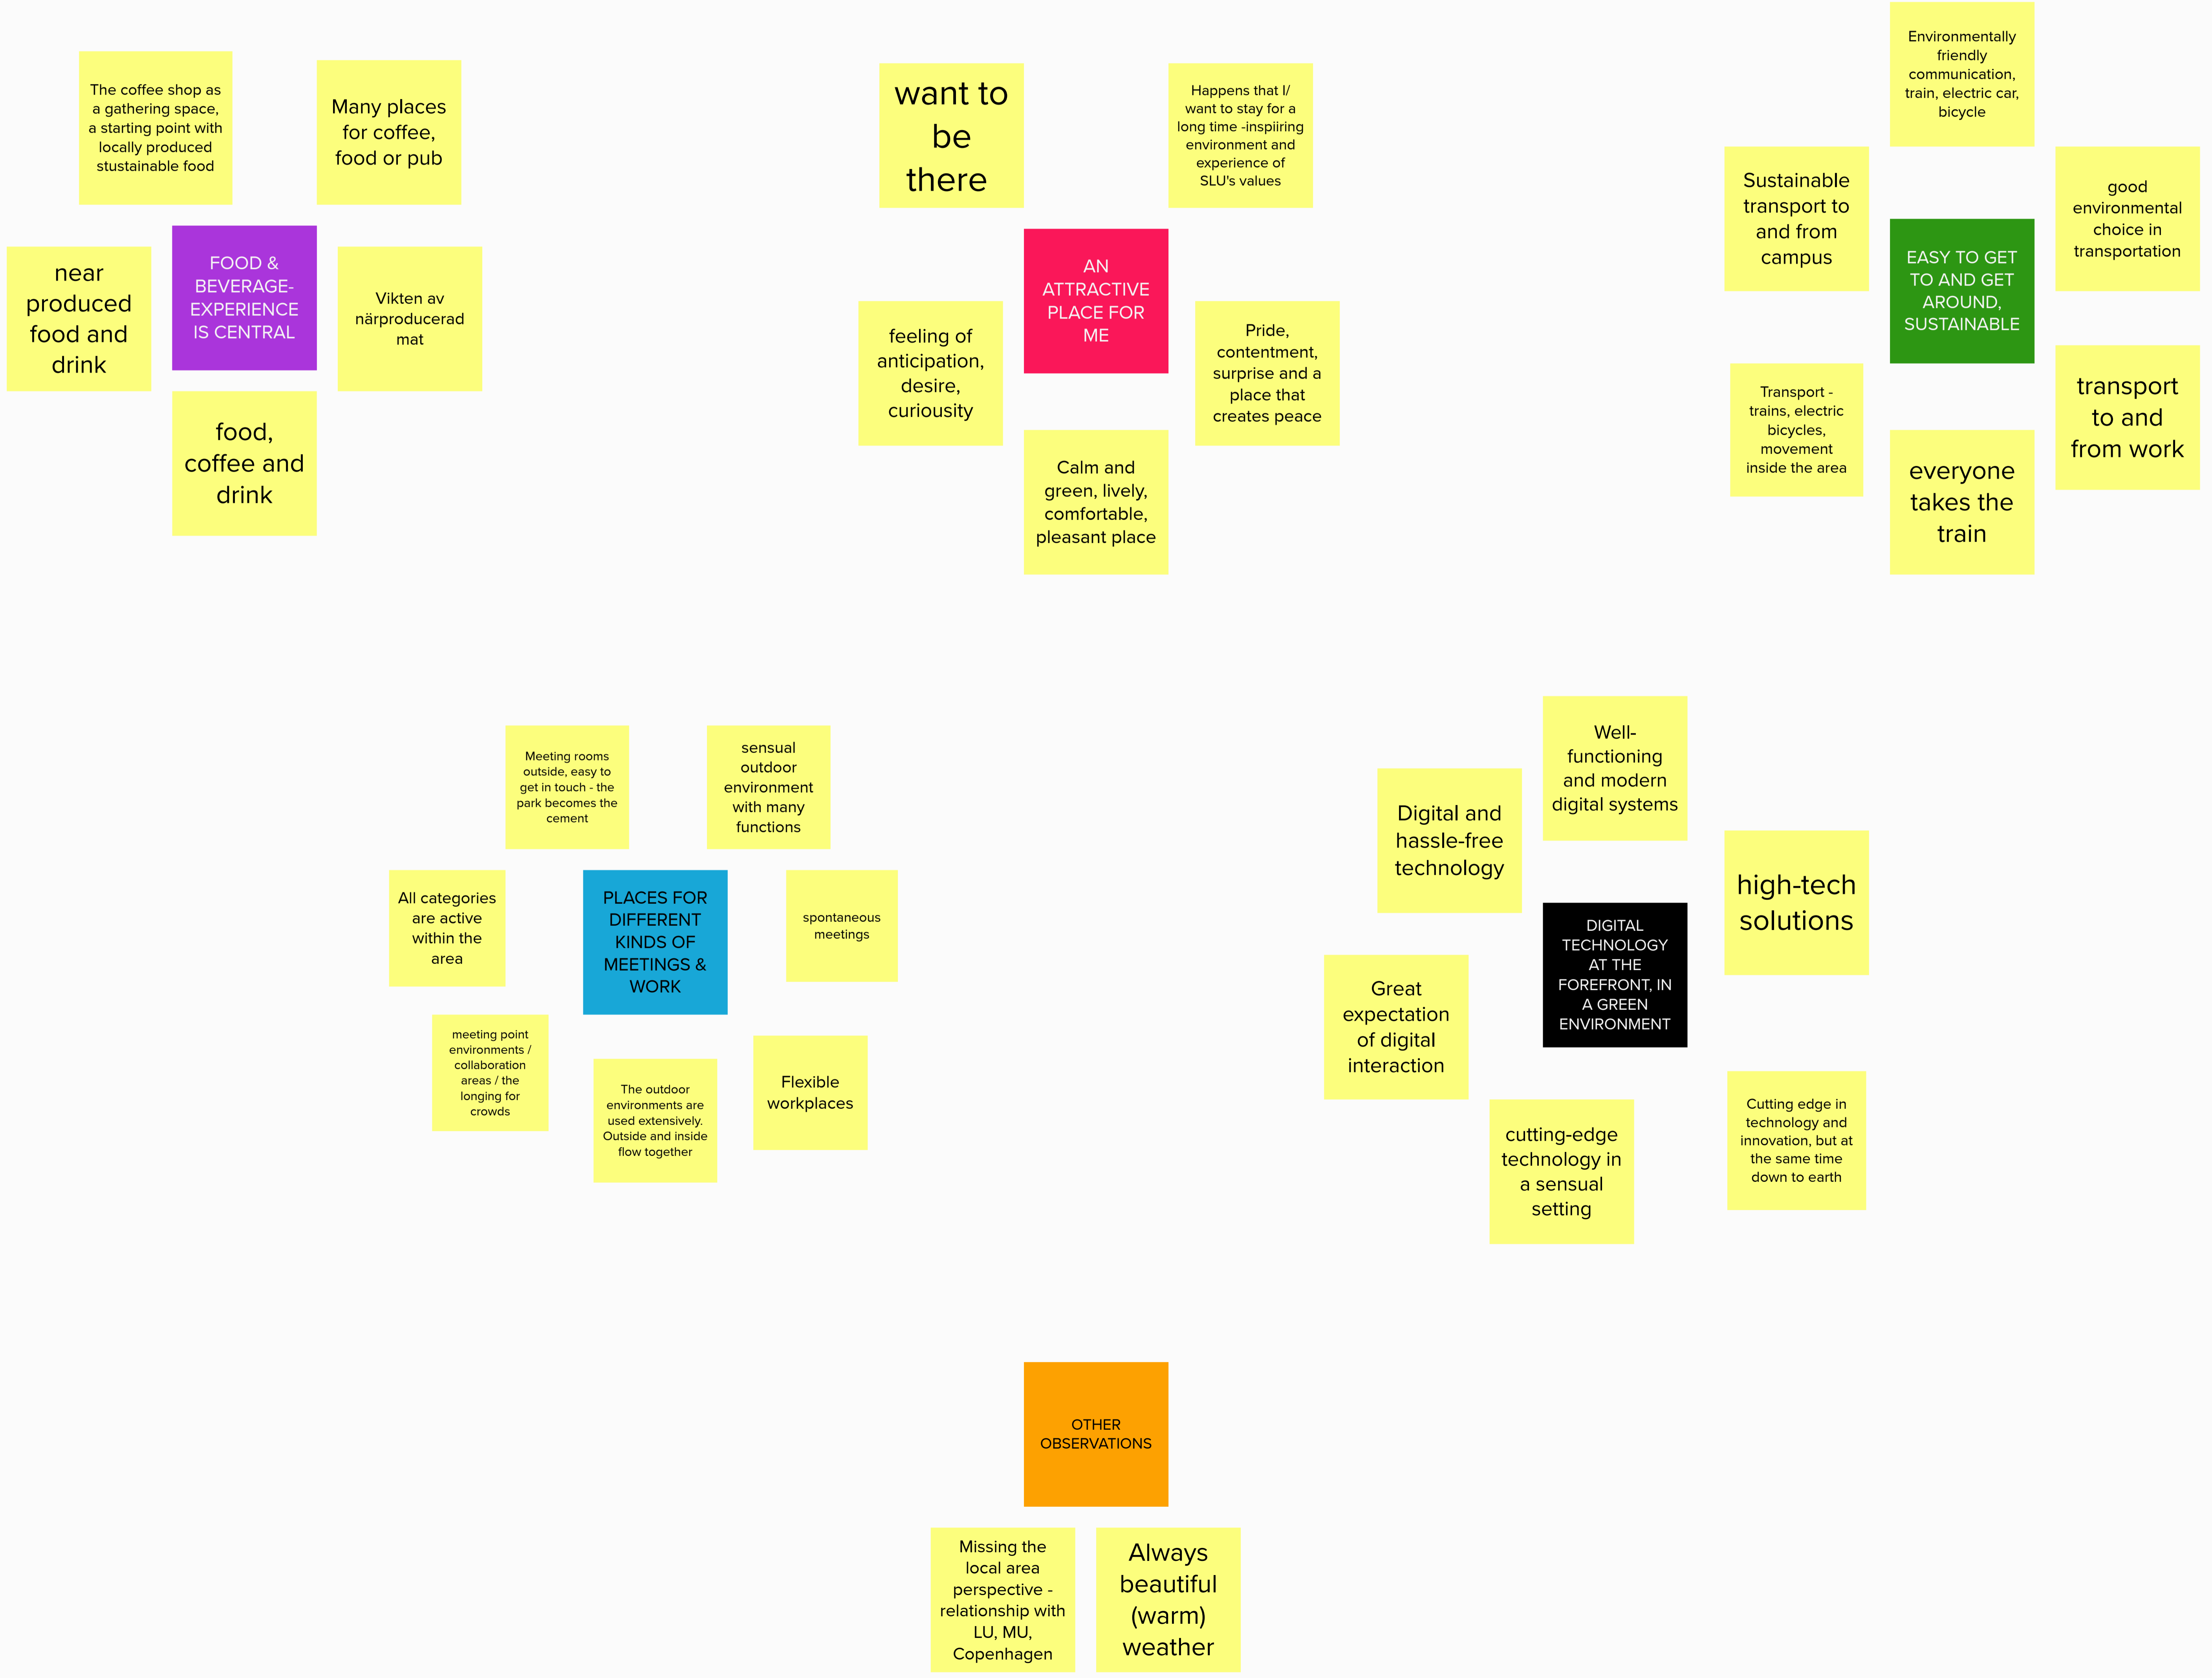 The coffee shop as
a gathering space,
a starting point with
locally produced
stustainable food
Many places
for coffee,
food or pub
FOOD &
BEVERAGE-
EXPERIENCE
IS CENTRAL
near
produced
food and
drink
Vikten av
närproducerad
mat
food,
coffee and
drink
want to
be
there
Happens that I/
want to stay for a
long time -inspiiring
environment and
experience of
SLU's values
AN
ATTRACTIVE
PLACE FOR
ME
feeling of
anticipation,
desire,
curiousity
Pride,
contentment,
surprise and a
place that
creates peace
Calm and
green, lively,
comfortable,
pleasant place
Environmentally
friendly
communication,
train, electric car,
bicycle
Sustainable
transport to
and from
campus
good
environmental
choice in
transportation
EASY TO GET
TO AND GET
AROUND,
SUSTAINABLE
Transport -
trains, electric
bicycles,
movement
inside the area
transport
to and
from work
everyone
takes the
train
Meeting rooms
outside, easy to
get in touch - the
park becomes the
cement
sensual
outdoor
environment
with many
functions
All categories
are active
within the
area
PLACES FOR
DIFFERENT
KINDS OF
MEETINGS &
WORK
spontaneous
meetings
meeting point
environments /
collaboration
areas / the
longing for
crowds
The outdoor
environments are
used extensively.
Outside and inside
flow together
Flexible
workplaces
Well-
functioning
and modern
digital systems
Digital and
hassle-free
technology
high-tech
solutions
DIGITAL
TECHNOLOGY
AT THE
FOREFRONT, IN
A GREEN
ENVIRONMENT
Great
expectation
of digital
interaction
cutting-edge
technology in
a sensual
setting
Cutting edge in
technology and
innovation, but at
the same time
down to earth
OTHER
OBSERVATIONS
Missing the
local area
perspective -
relationship with
LU, MU,
Copenhagen
Always
beautiful
(warm)
weather